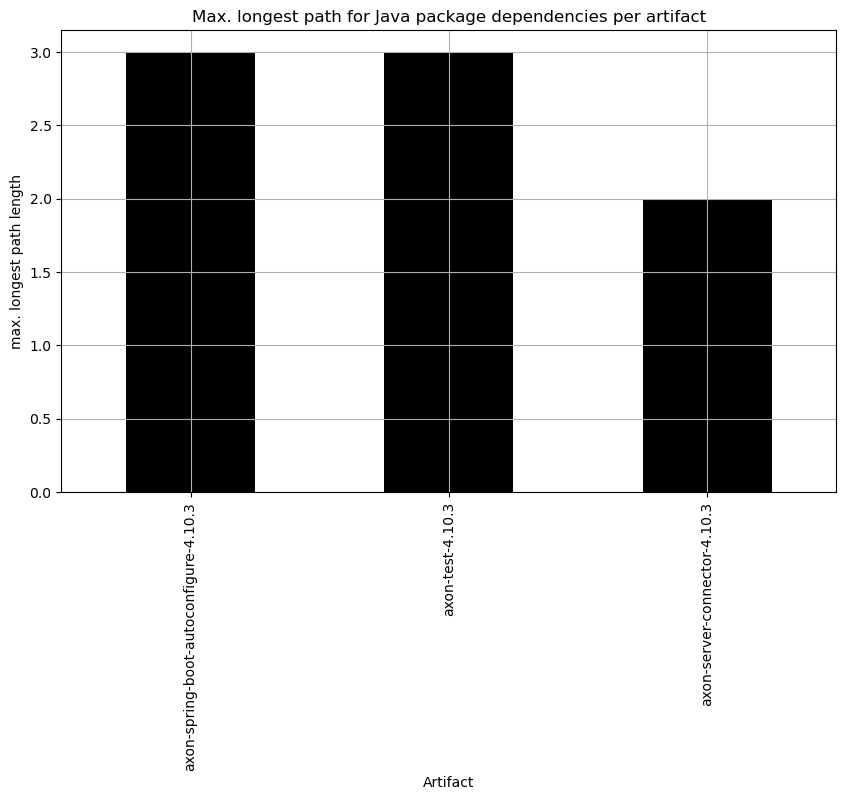 Max. longest path for Java package dependencies per artifact
max. longest path length
3.0
2.5
2.0
1.5
1.0
0.5
0.0
axon-spring-boot-autoconfigure-4.10.3
axon-test-4.10.3
axon-server-connector-4.10.3
Artifact